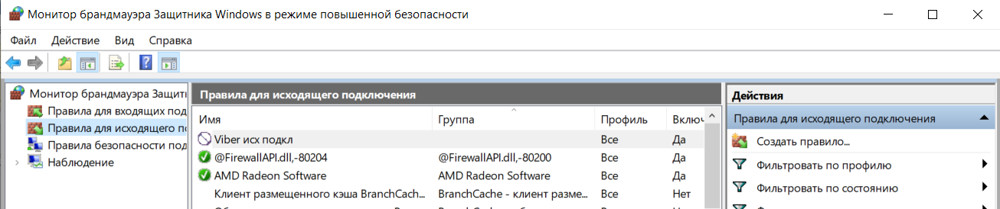 Монитор брандмауэра Защитника Windows в режиме повышенной безопасности
Файл Действие Вид Справка
Монитор брандмауэра Защит
Правила для входящих под
Правила для исходящего по
Правила безопасности под
Наблюдение
Правила для исходящего подключения
Имя Группа Профиль Включ
Viber исх подкл Все Да
@FirewallAPI.dll,-80204 @FirewallAPI.dll,-80200 Все Да
AMD Radeon Software AMD Radeon Software Все Да
Клиент размещенного кэша BranchCache... BranchCache - клиент разме... Все Нет
Действия
Правила для исходящего подключения
Создать правило...
Фильтровать по профилю
Фильтровать по состоянию